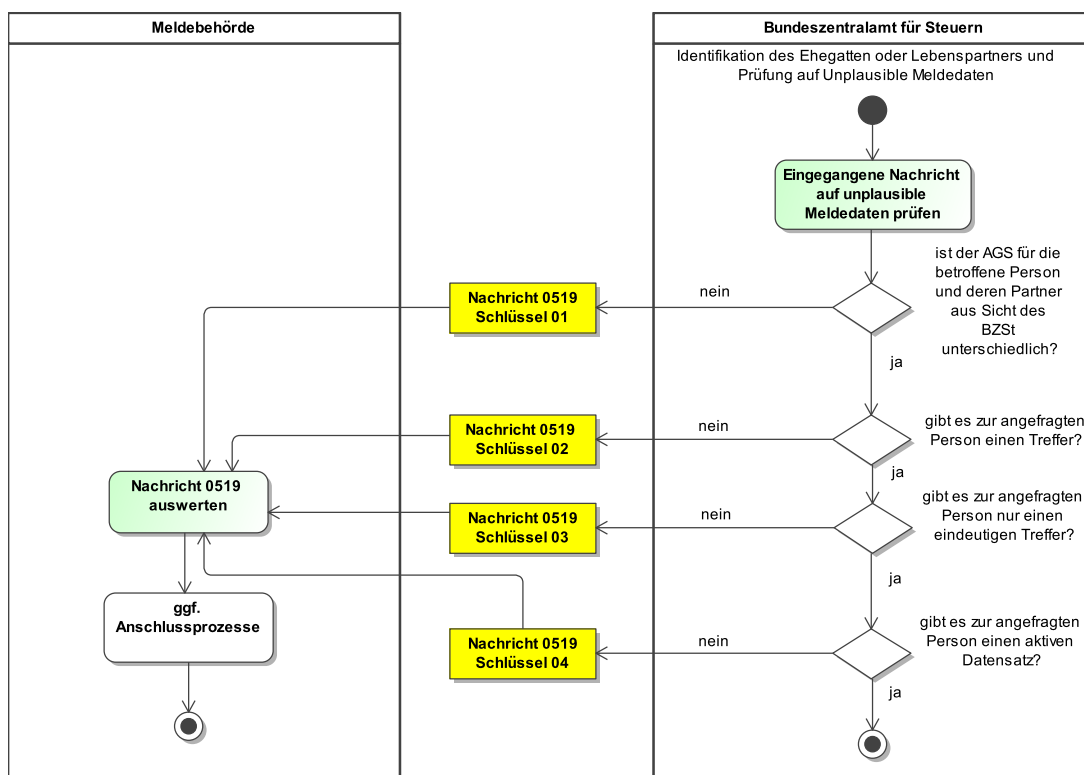 Meldebehörde
Bundeszentralamt für Steuern
Identifikation des Ehegatten oder Lebenspartners und
Prüfung auf Unplausible Meldedaten
Eingegangene Nachricht
auf unplausible
Meldedaten prüfen
ist der AGS für die
betroffene Person
und deren Partner
aus Sicht des
BZSt
unterschiedlich?
nein
Nachricht 0519
Schlüssel 01
ja
gibt es zur angefragten
Person einen Treffer?
nein
Nachricht 0519
Schlüssel 02
ja
gibt es zur angefragten
Person nur einen
eindeutigen Treffer?
nein
Nachricht 0519
Schlüssel 03
ja
gibt es zur angefragten
Person einen aktiven
Datensatz?
nein
Nachricht 0519
Schlüssel 04
ja
Nachricht 0519
auswerten
ggf.
Anschlussprozesse